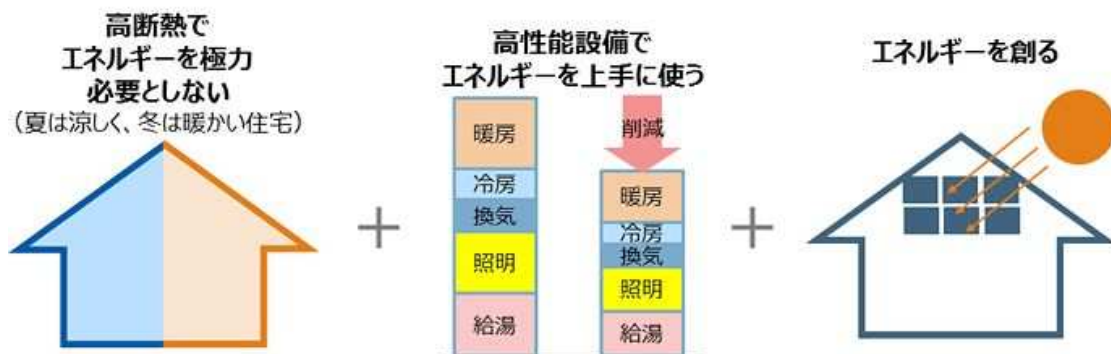 高断熱で
エネルギーを極力
必要としない
（夏は涼しく、冬は暖かい住宅）
高性能設備で
エネルギーを上手に使う
暖房
冷房
換気
照明
給湯
削減
暖房
冷房
換気
照明
給湯
エネルギーを創る